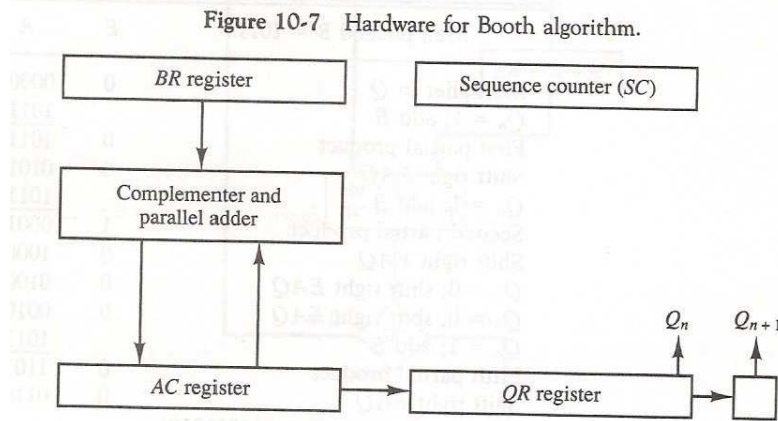 Figure 10-7 Hardware for Booth algorithm.
BR register
Sequence counter (SC)
Complementer and
parallel adder
Qn Qn+1
AC register
QR register